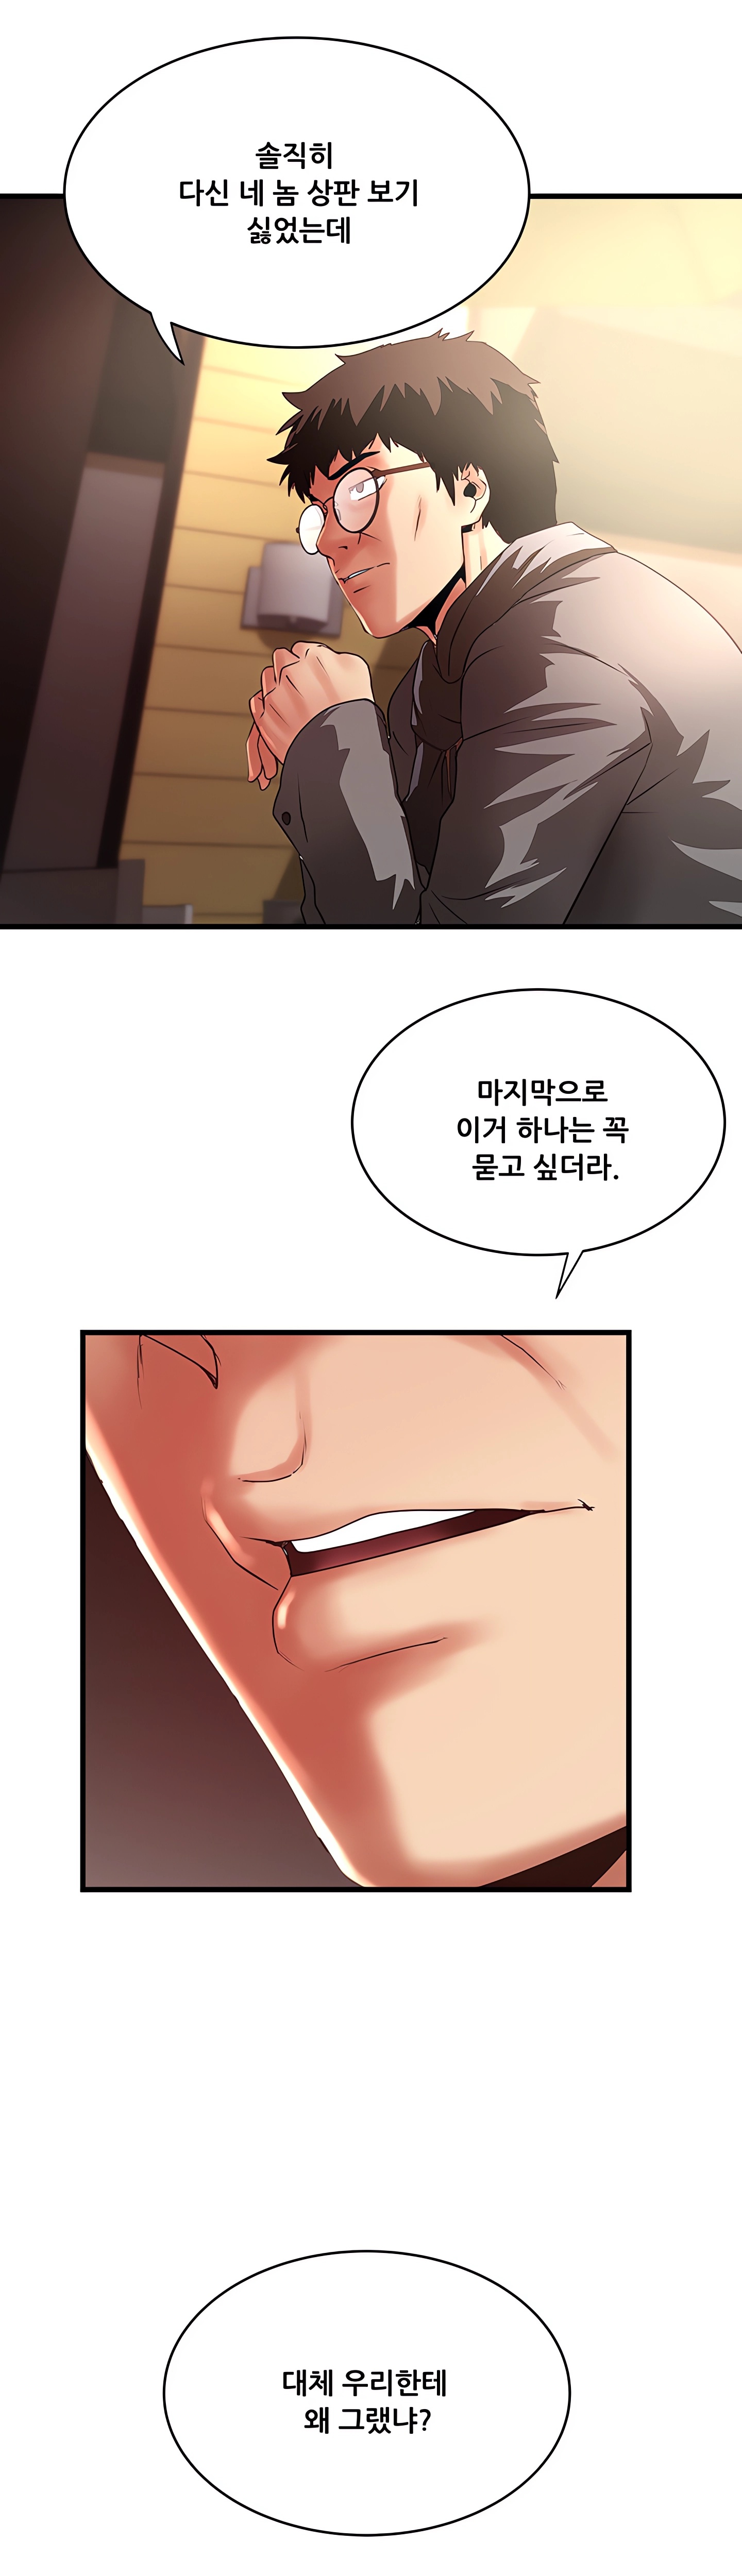 솔직히
다신 네 놈 상판 보기
싫었는데
마지막으로
이거 하나는 꼭
묻고 싶더라.
대체 우리한테
왜 그랬냐?